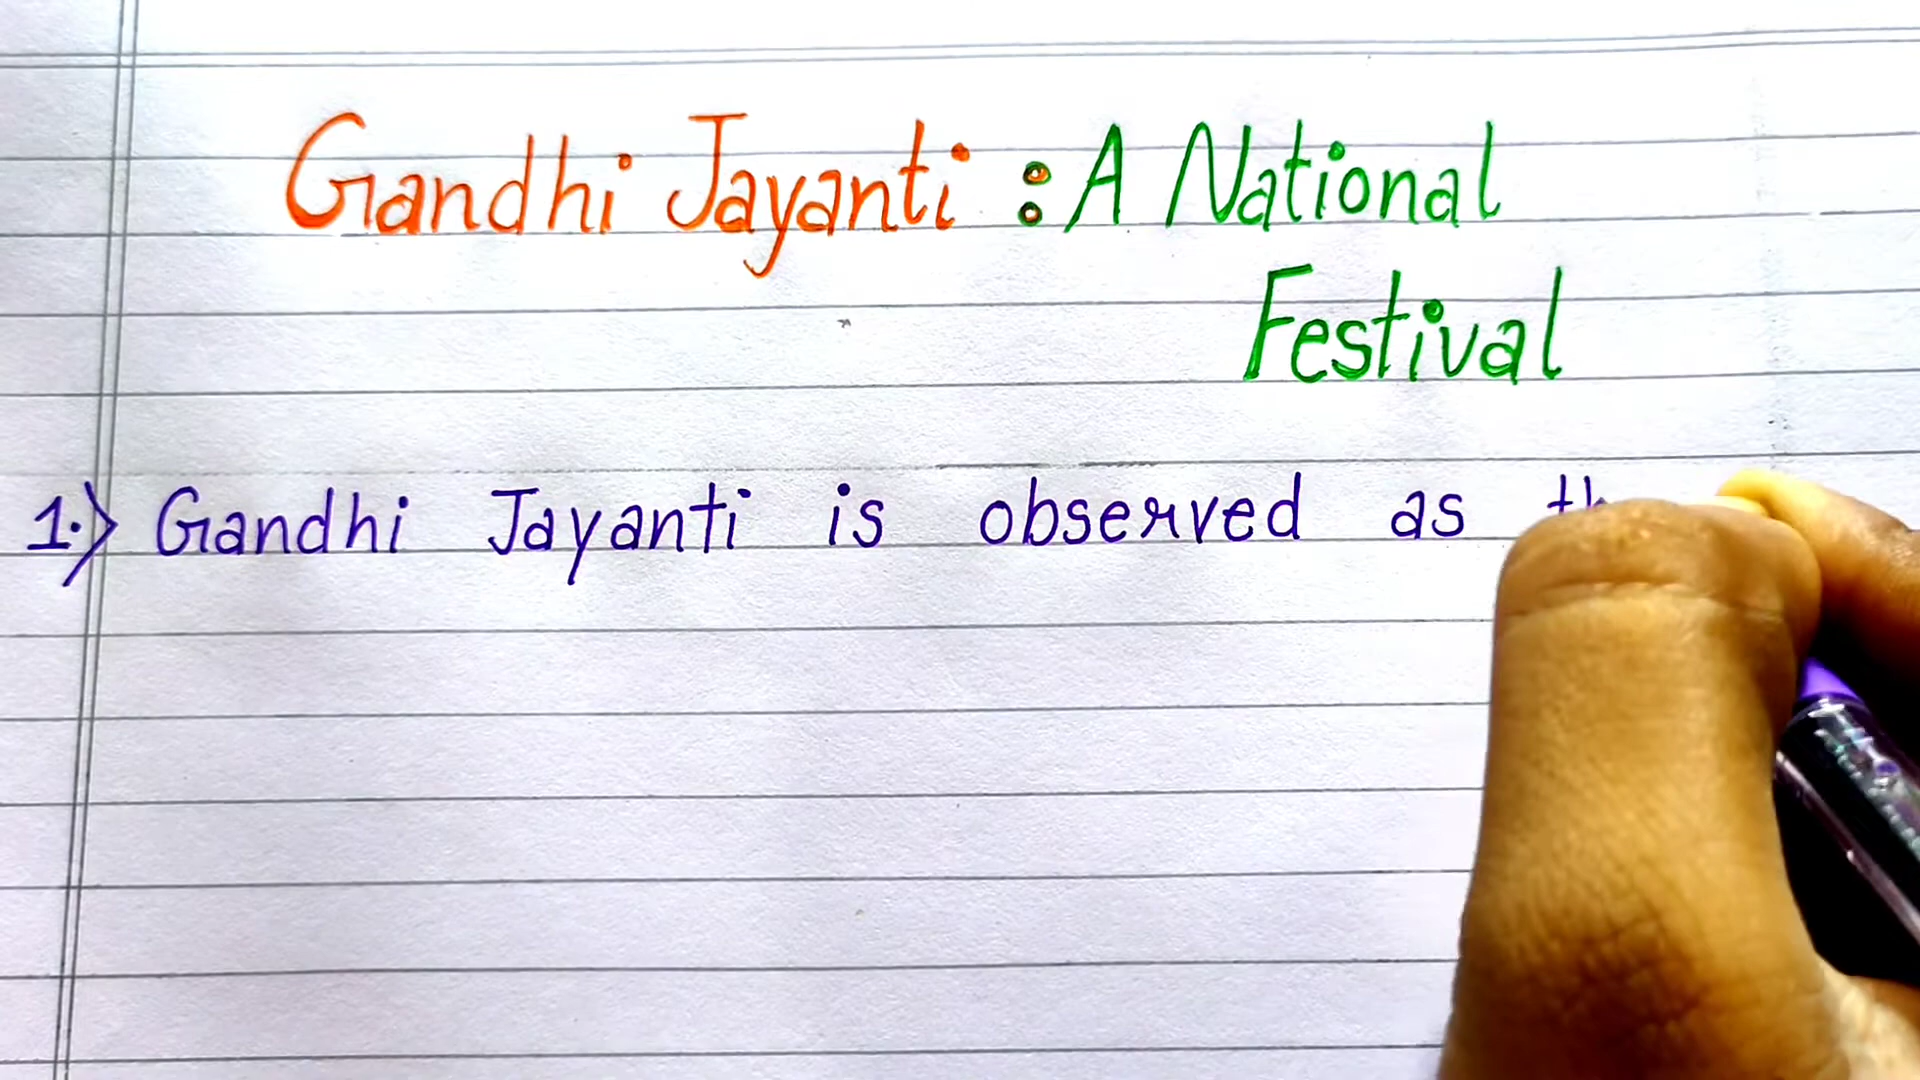 Gandhi Jayanti : A National
Festival
1.) Gandhi Jayanti is observed as